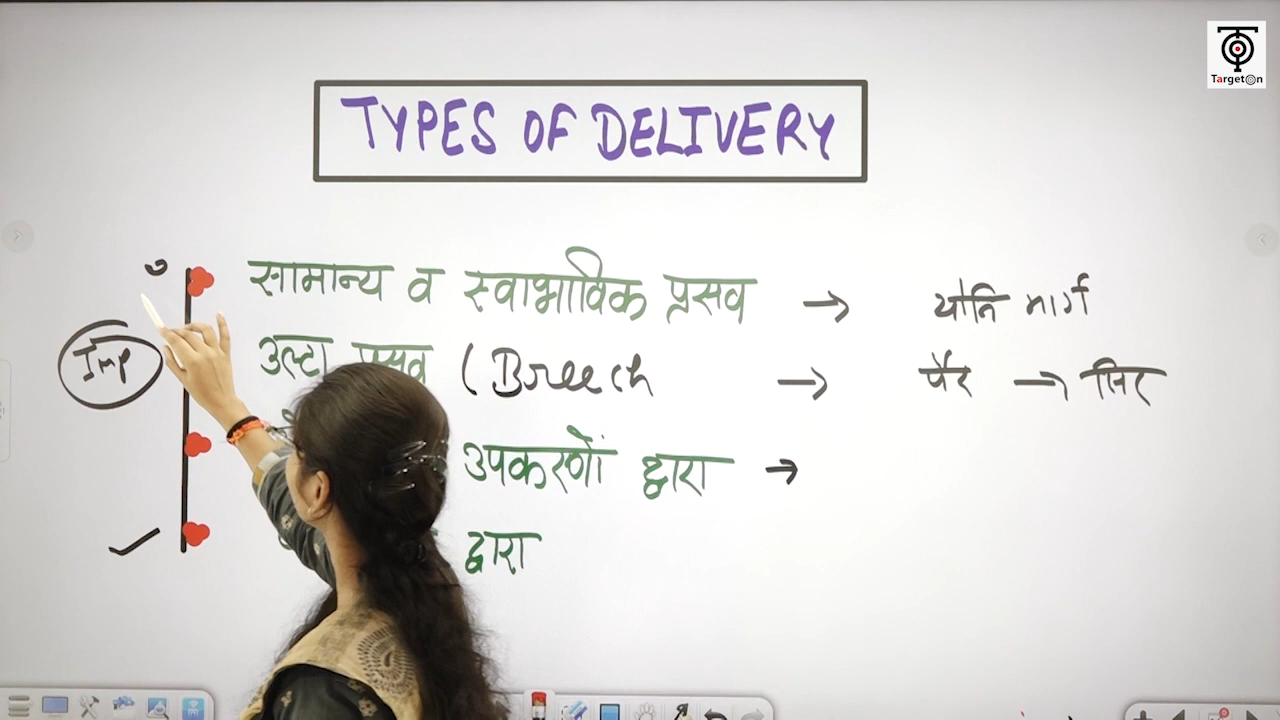 TargetOn
TYPES OF DELIVERY
सामान्य व स्वाभाविक प्रसव → योनि मार्ग
Imp
उल्टा प्रसव (Breech → पैर → सिर
उपकरणों द्वारा →
द्वारा